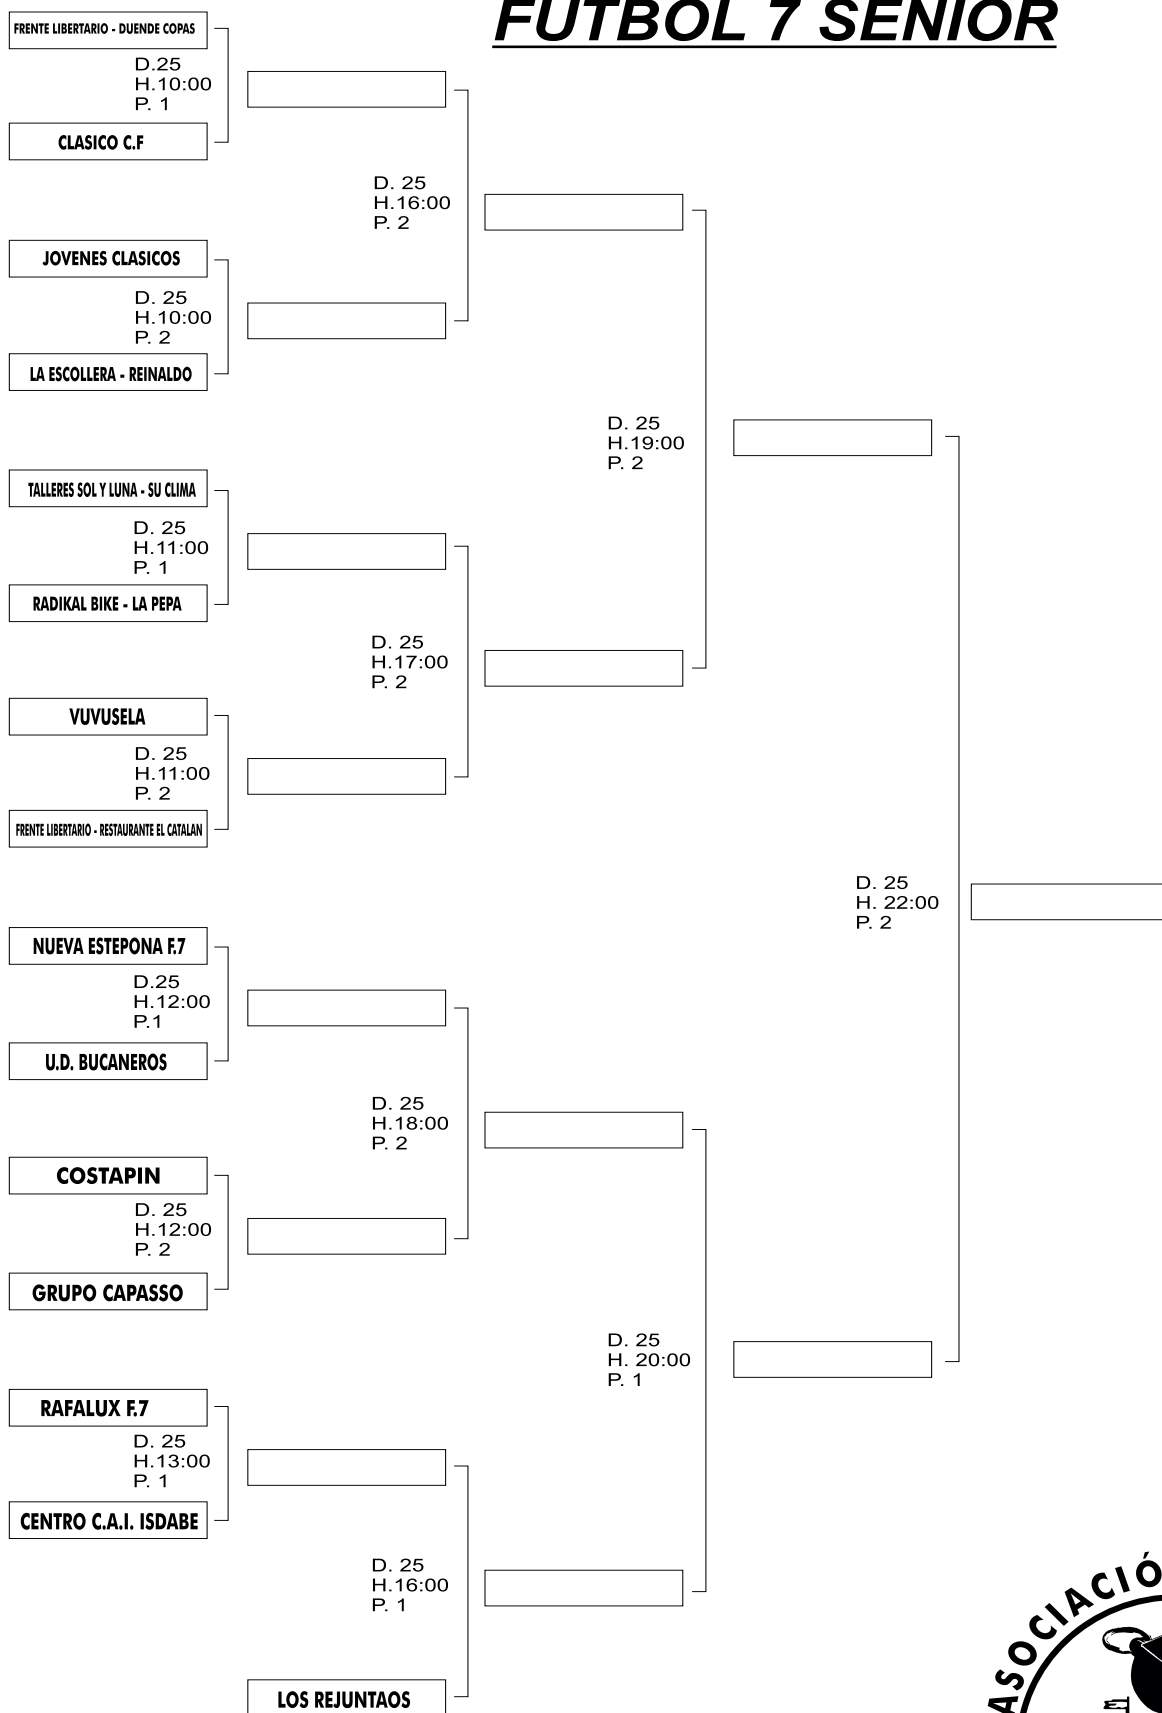 FUTBOL 7 SENIOR
FRENTE LIBERTARIO - DUENDE COPAS
D.25
H.10:00
P. 1
CLASICO C.F
D. 25
H.16:00
P. 2
JOVENES CLASICOS
D. 25
H.10:00
P. 2
LA ESCOLLERA - REINALDO
D. 25
H.19:00
P. 2
TALLERES SOL Y LUNA - SU CLIMA
D. 25
H.11:00
P. 1
RADIKAL BIKE - LA PEPA
D. 25
H.17:00
P. 2
VUVUSELA
D. 25
H.11:00
P. 2
FRENTE LIBERTARIO - RESTAURANTE EL CATALAN
D. 25
H. 22:00
P. 2
NUEVA ESTEPONA F.7
D.25
H.12:00
P.1
U.D. BUCANEROS
D. 25
H.18:00
P. 2
COSTAPIN
D. 25
H.12:00
P. 2
GRUPO CAPASSO
D. 25
H. 20:00
P. 1
RAFALUX F.7
D. 25
H.13:00
P. 1
CENTRO C.A.I. ISDABE
D. 25
H.16:00
P. 1
LOS REJUNTAOS
ASOCIACIÓ